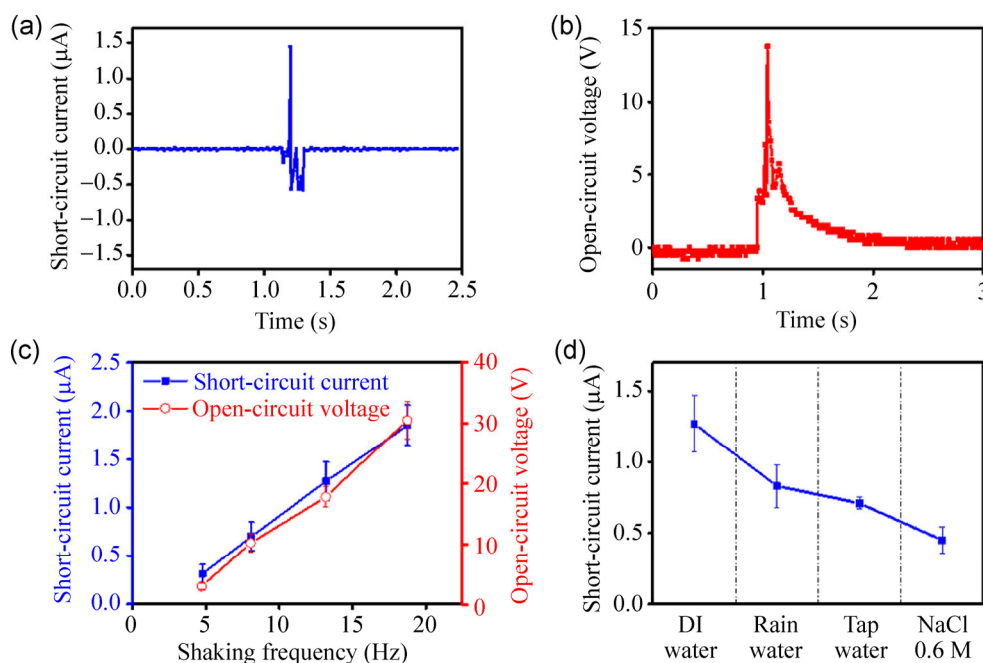 (a)
Short-circuit current (μA)
1.5
1.0
0.5
0.0
−0.5
−1.0
−1.5
0.0 0.5 1.0 1.5 2.0 2.5
Time (s)
(b)
Open-circuit voltage (V)
15
10
5
0
0 1 2 3
Time (s)
(c)
Short-circuit current (μA)
2.5
2.0
1.5
1.0
0.5
0.0
Short-circuit current
Open-circuit voltage
40
30
20
10
0
Open-circuit voltage (V)
0 5 10 15 20
Shaking frequency (Hz)
(d)
Short-circuit current (μA)
1.5
1.0
0.5
0.0
DI Rain Tap NaCl
water water water 0.6 M